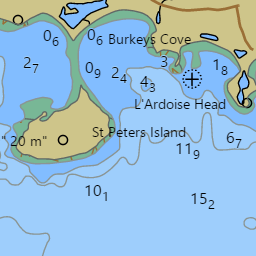 0₆ 0₆ Burkeys Cove
2₇ 0₉ 2₄ 4₃ 3 1₈
L'Ardoise Head
" 20 m" St Peters Island 6₇
11₉
10₁ 15₂